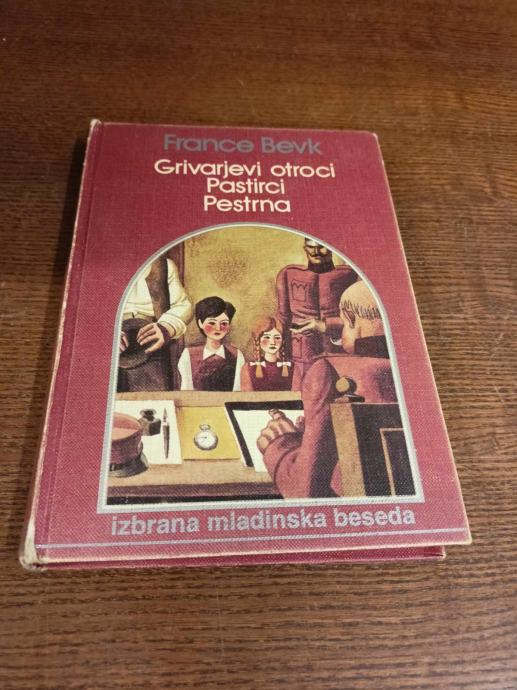 France Bevk
Grivarjevi otroci
Pastirci
Pestrna
izbrana mladinska beseda